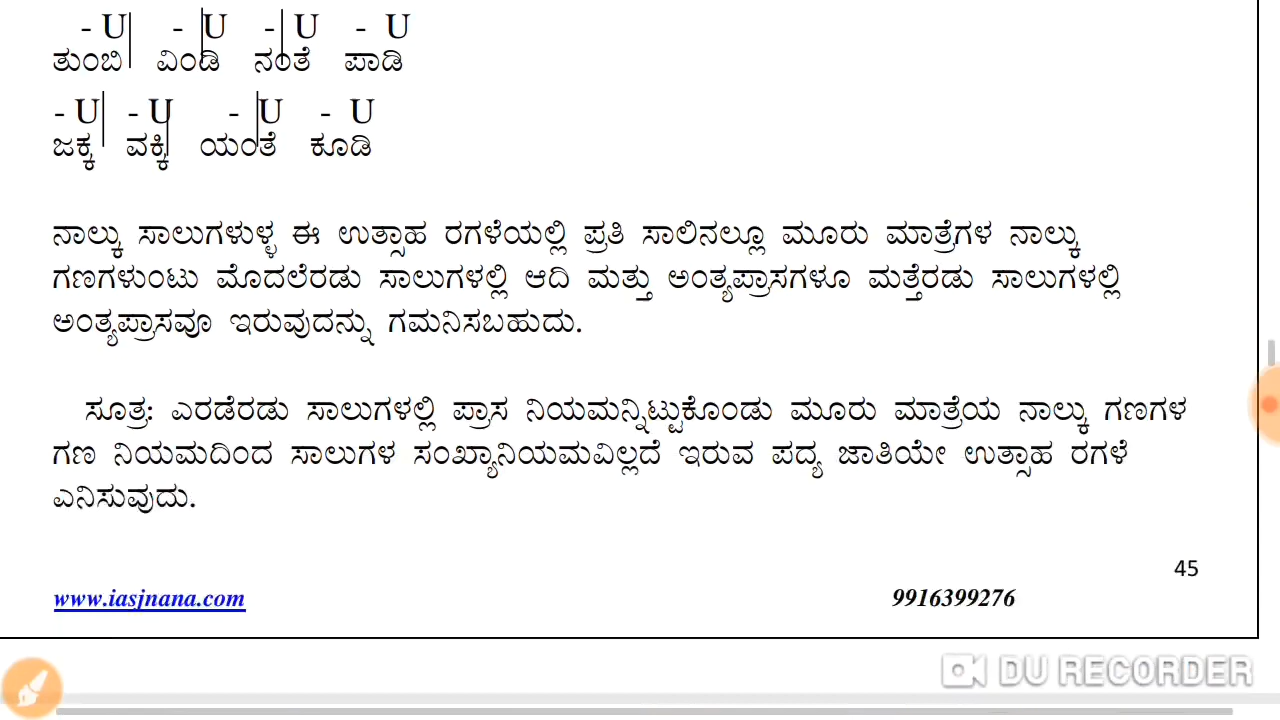 - U| - |U -| U - U
ತುಂಬಿ ವಿಂಡಿ ನಂತೆ ಪಾಡಿ
- U| - U - |U - U
ಜಕ್ಕ ವಕ್ಕಿ ಯಂತೆ ಕೂಡಿ
ನಾಲ್ಕು ಸಾಲುಗಳುಳ್ಳ ಈ ಉತ್ಸಾಹ ರಗಳೆಯಲ್ಲಿ ಪ್ರತಿ ಸಾಲಿನಲ್ಲೂ ಮೂರು ಮಾತ್ರೆಗಳ ನಾಲ್ಕು
ಗಣಗಳುಂಟು ಮೊದಲೆರಡು ಸಾಲುಗಳಲ್ಲಿ ಆದಿ ಮತ್ತು ಅಂತ್ಯಪ್ರಾಸಗಳೂ ಮತ್ತೆರಡು ಸಾಲುಗಳಲ್ಲಿ
ಅಂತ್ಯಪ್ರಾಸವೂ ಇರುವುದನ್ನು ಗಮನಿಸಬಹುದು.
ಸೂತ್ರ: ಎರಡೆರಡು ಸಾಲುಗಳಲ್ಲಿ ಪ್ರಾಸ ನಿಯಮನ್ನಿಟ್ಟುಕೊಂಡು ಮೂರು ಮಾತ್ರೆಯ ನಾಲ್ಕು ಗಣಗಳ
ಗಣ ನಿಯಮದಿಂದ ಸಾಲುಗಳ ಸಂಖ್ಯಾನಿಯಮವಿಲ್ಲದೆ ಇರುವ ಪದ್ಯ ಜಾತಿಯೇ ಉತ್ಸಾಹ ರಗಳೆ
ಎನಿಸುವುದು.
45
www.iasjnana.com 9916399276
DU RECORDER